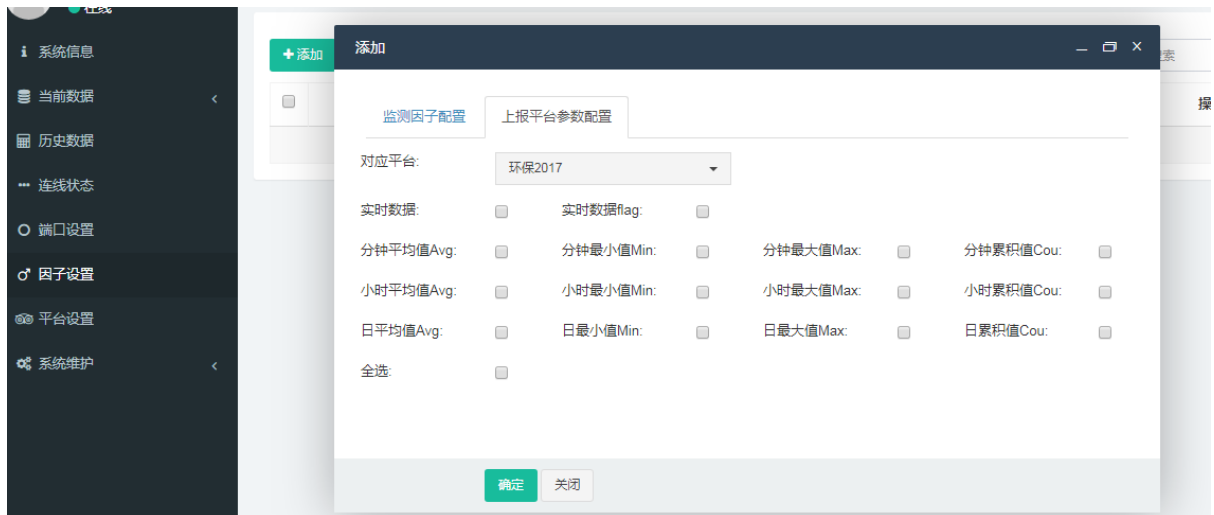 在线
系统信息
当前数据
历史数据
连线状态
端口设置
因子设置
平台设置
系统维护
添加
添加
监测因子配置 上报平台参数配置
对应平台: 环保2017
实时数据: 实时数据flag:
分钟平均值Avg: 分钟最小值Min: 分钟最大值Max: 分钟累积值Cou:
小时平均值Avg: 小时最小值Min: 小时最大值Max: 小时累积值Cou:
日平均值Avg: 日最小值Min: 日最大值Max: 日累积值Cou:
全选:
确定 关闭
索
操